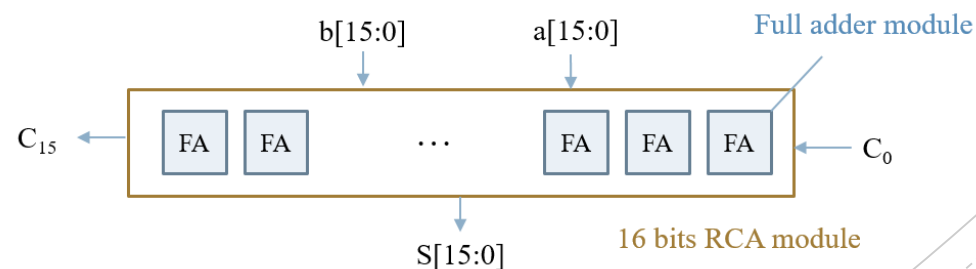 b[15:0]
a[15:0]
Full adder module
C₁₅
FA
FA
...
FA
FA
FA
C₀
S[15:0]
16 bits RCA module